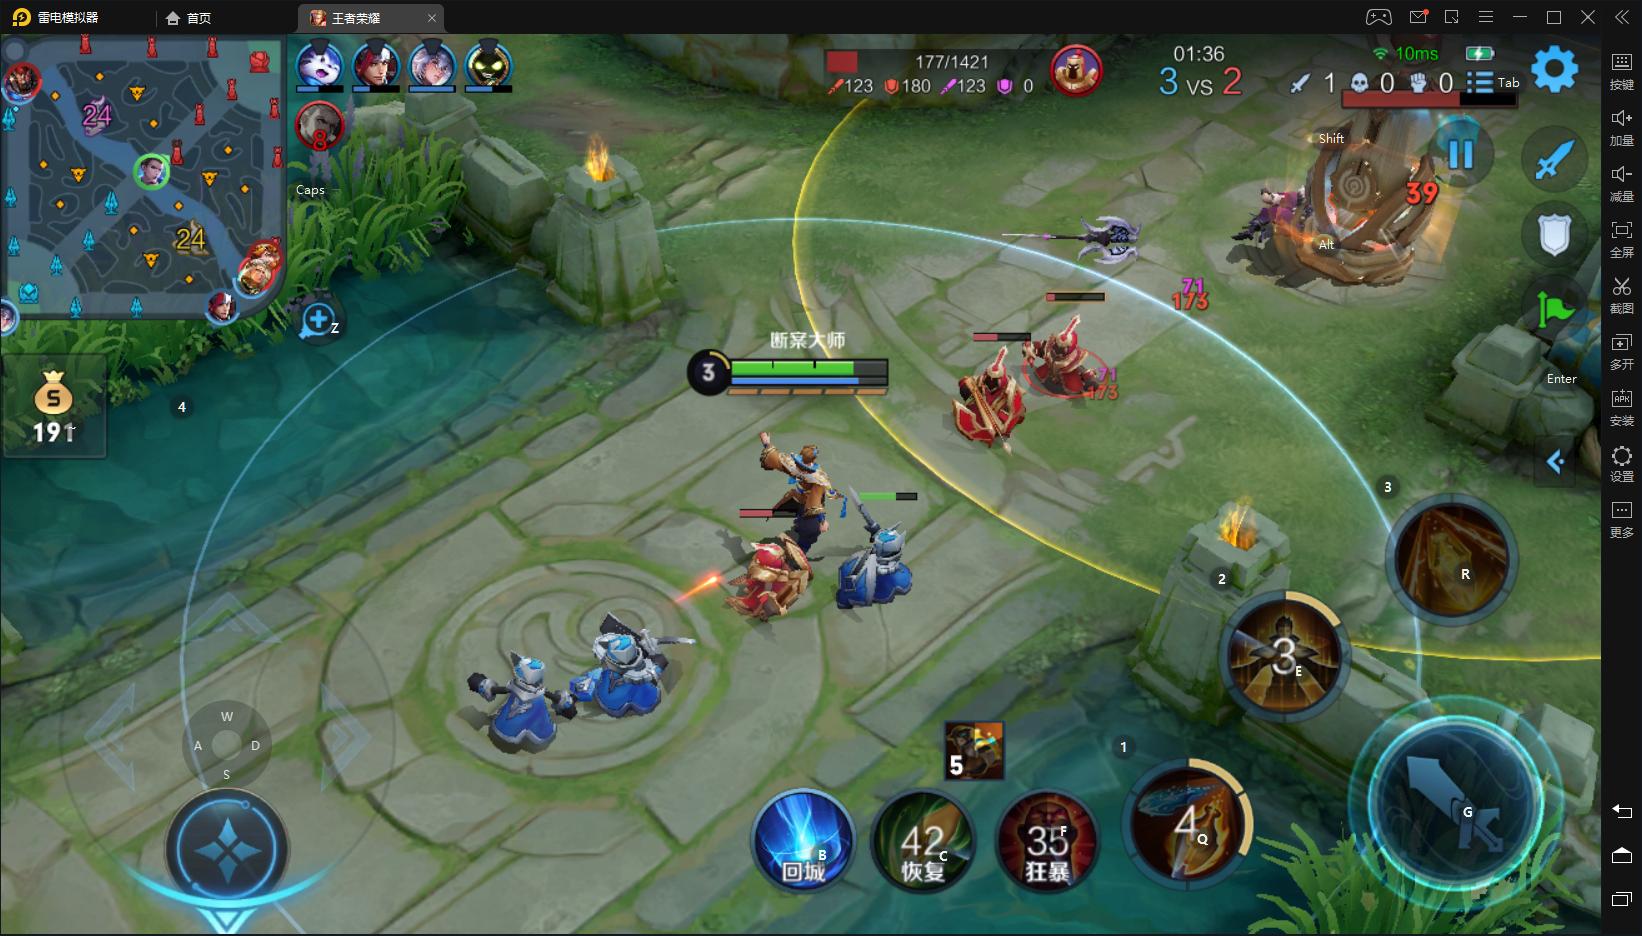 雷电模拟器
首页
王者荣耀
24
24
8
Caps
Z
191
4
177/1421
123 180 123 0
01:36
3 vs 2
10ms
1 0 0
Tab
Shift
39
Alt
71
173
71
173
断案大师
3
Enter
3
R
2
3
E
1
4
Q
G
5
B
回城
42
C
恢复
35
F
狂暴
W
A
D
S
按键
加量
减量
全屏
截图
多开
APK
安装
设置
更多